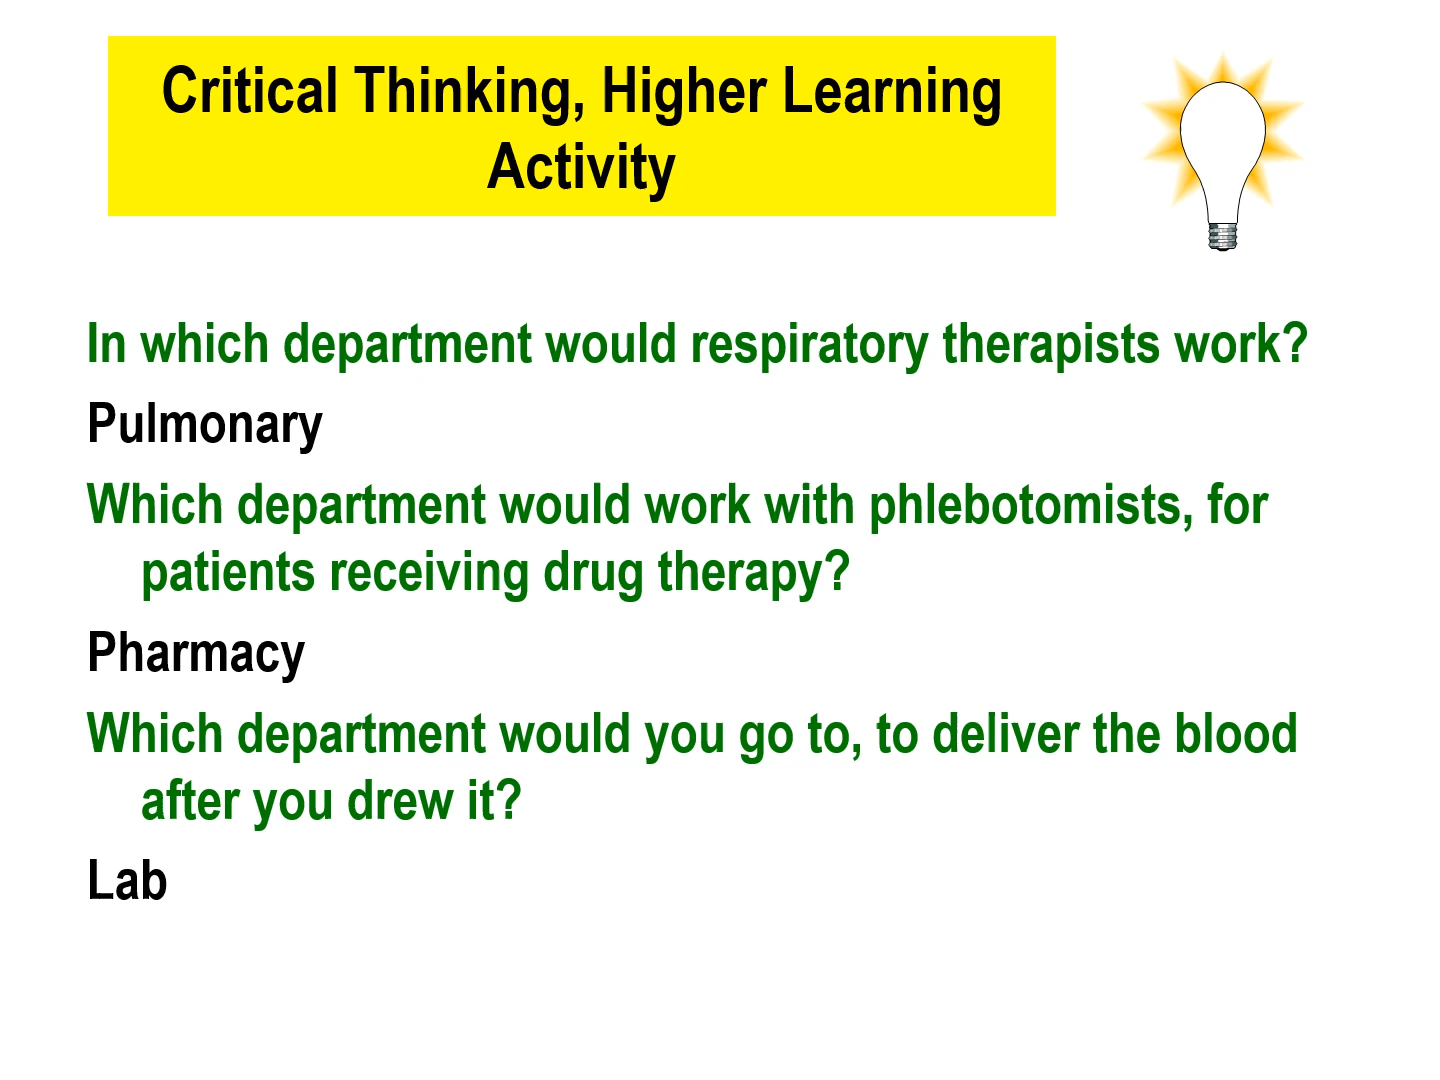 Critical Thinking, Higher Learning
Activity
In which department would respiratory therapists work?
Pulmonary
Which department would work with phlebotomists, for
patients receiving drug therapy?
Pharmacy
Which department would you go to, to deliver the blood
after you drew it?
Lab